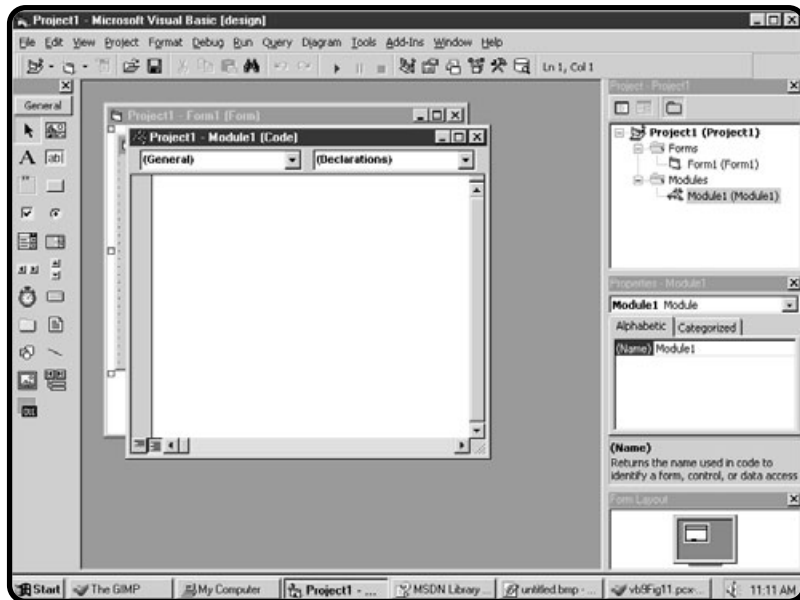 Project1 - Microsoft Visual Basic [design]
File Edit View Project Format Debug Run Query Diagram Tools Add-Ins Window Help
Ln 1, Col 1
General
A
ab|
OLE
Project1 - Form1 (Form)
Project1 - Module1 (Code)
(General)
(Declarations)
Project - Project1
Project1 (Project1)
Forms
Form1 (Form1)
Modules
Module1 (Module1)
Properties - Module1
Module1 Module
Alphabetic Categorized
(Name) Module1
(Name)
Returns the name used in code to
identify a form, control, or data access
Form Layout
Start The GIMP My Computer Project1 - ... MSDN Library ... untitled.bmp - ... vb9Fig11.pcx-... 11:11 AM